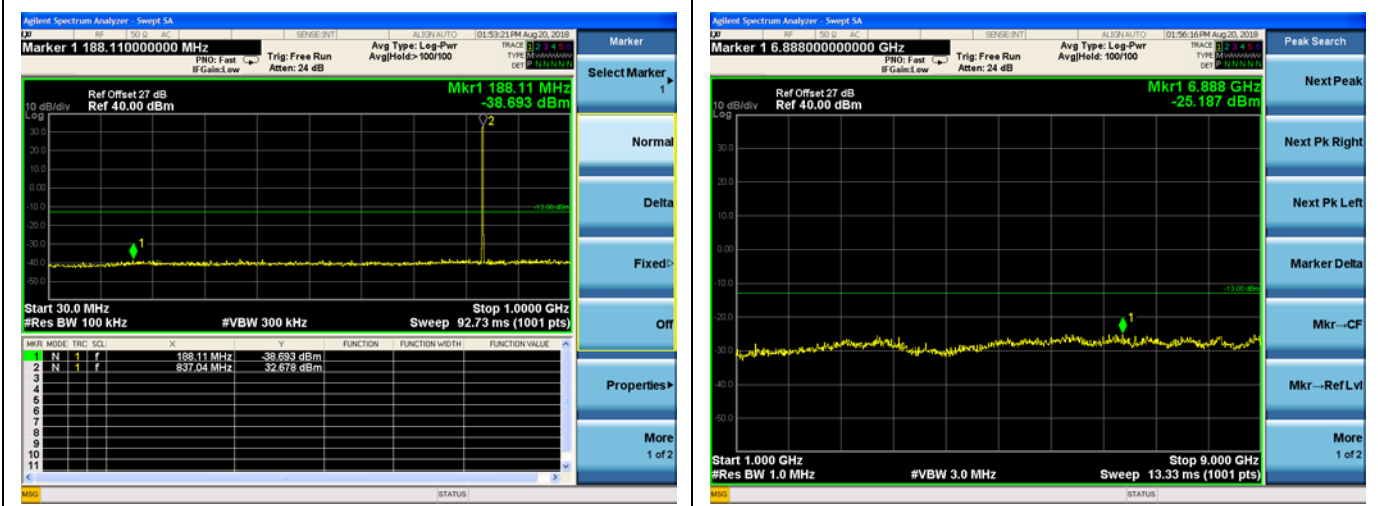 Agilent Spectrum Analyzer - Swept SA
RF 50 Ω AC SENSE:INT ALIGN AUTO 01:53:21 PM Aug 20, 2018
Marker 1 188.110000000 MHz
PNO: Fast
IFGain:Low
Trig: Free Run
Atten: 24 dB
Avg Type: Log-Pwr
Avg|Hold:> 100/100
TRACE 1 2 3 4 5 6
TYPE M
DET P N N N N N
Ref Offset 27 dB
Ref 40.00 dBm
10 dB/div
Log
Mkr1 188.11 MHz
-38.693 dBm
30.0
20.0
10.0
0.00
-10.0
-20.0
-30.0
-40.0
-50.0
-13.00 dBm
1
2
Start 30.0 MHz
Stop 1.0000 GHz
#Res BW 100 kHz
#VBW 300 kHz
Sweep 92.73 ms (1001 pts)
MKR MODE TRC SCL X Y FUNCTION FUNCTION WIDTH FUNCTION VALUE
1 N 1 f 188.11 MHz -38.693 dBm
2 N 1 f 837.04 MHz 32.678 dBm
3
4
5
6
7
8
9
10
11
MSG
STATUS
Marker
Select Marker
1
Normal
Delta
Fixed
Off
Properties
More
1 of 2
Agilent Spectrum Analyzer - Swept SA
RF 50 Ω AC SENSE:INT ALIGN AUTO 01:56:16 PM Aug 20, 2018
Marker 1 6.888000000000 GHz
PNO: Fast
IFGain:Low
Trig: Free Run
Atten: 24 dB
Avg Type: Log-Pwr
Avg|Hold: 100/100
TRACE 1 2 3 4 5 6
TYPE M
DET P N N N N N
Ref Offset 27 dB
Ref 40.00 dBm
10 dB/div
Log
Mkr1 6.888 GHz
-25.187 dBm
30.0
20.0
10.0
0.00
-10.0
-20.0
-30.0
-40.0
-50.0
-13.00 dBm
1
Start 1.000 GHz
Stop 9.000 GHz
#Res BW 1.0 MHz
#VBW 3.0 MHz
Sweep 13.33 ms (1001 pts)
MSG
STATUS
Peak Search
Next Peak
Next Pk Right
Next Pk Left
Marker Delta
Mkr→CF
Mkr→Ref Lvl
More
1 of 2